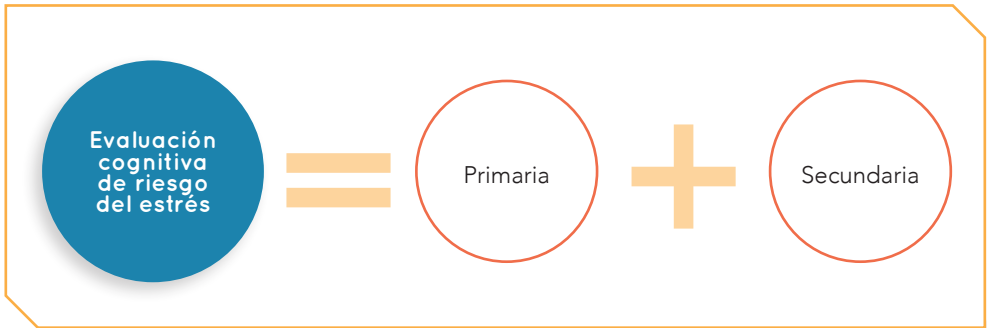 Evaluación
cognitiva
de riesgo
del estrés
Primaria
Secundaria